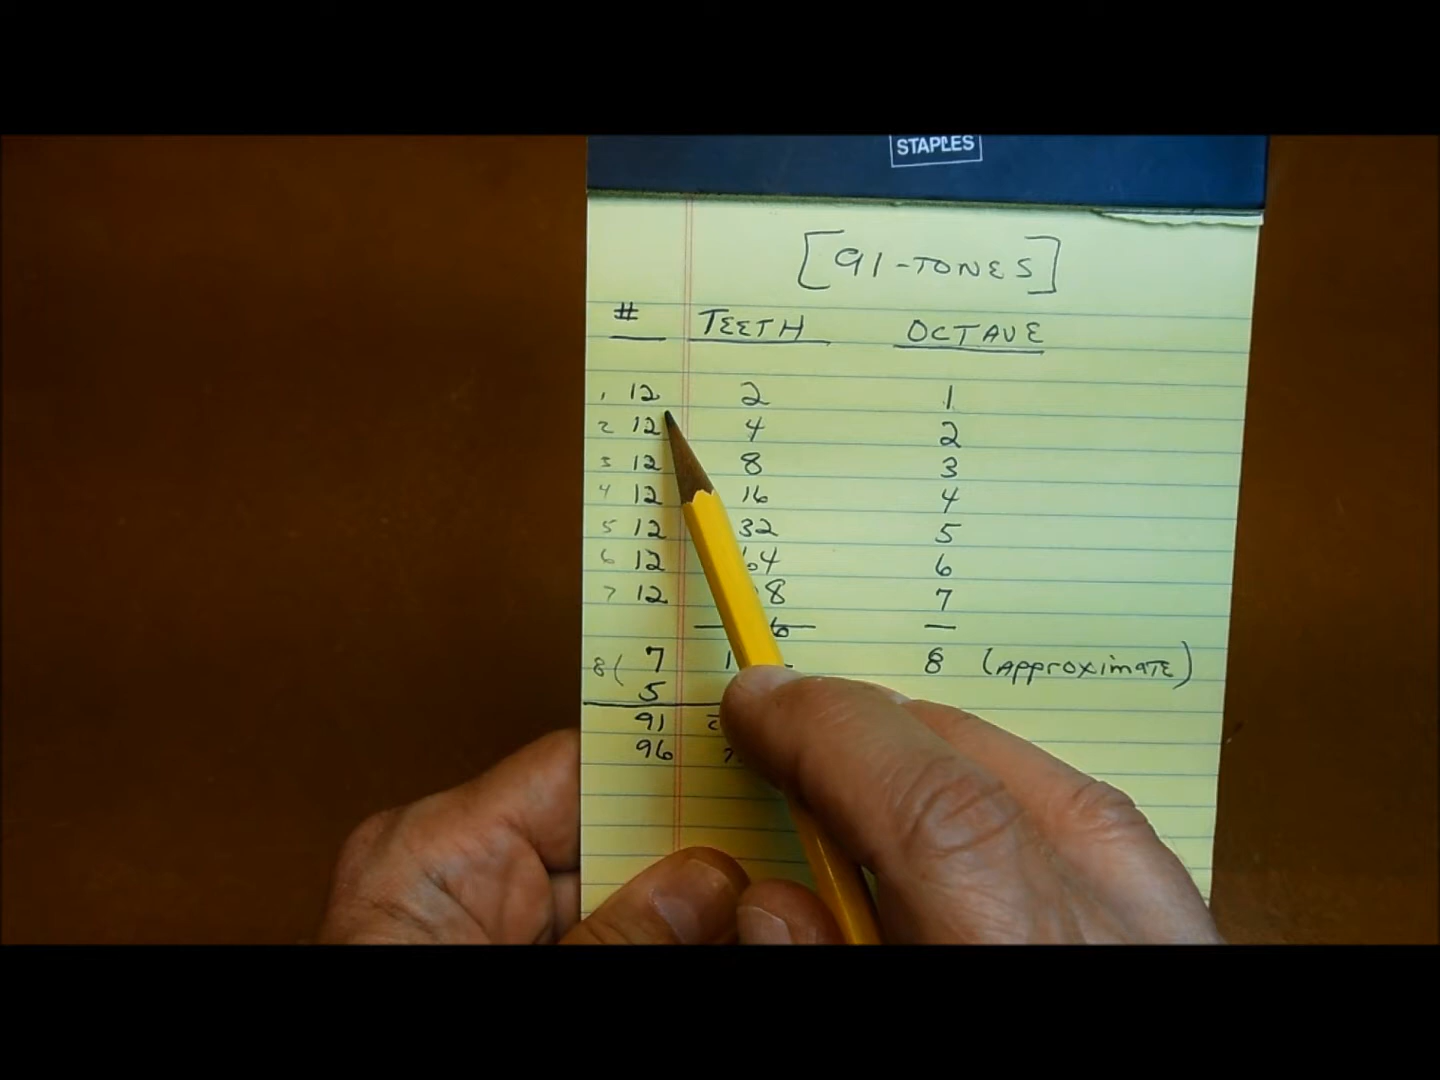 STAPLES
[91-TONES]
# TEETH OCTAVE
1 12 2 1
2 12 4 2
3 12 8 3
4 12 16 4
5 12 32 5
6 12 64 6
7 12 8 7
8( 7 8 (APPROXIMATE)
5
91
96